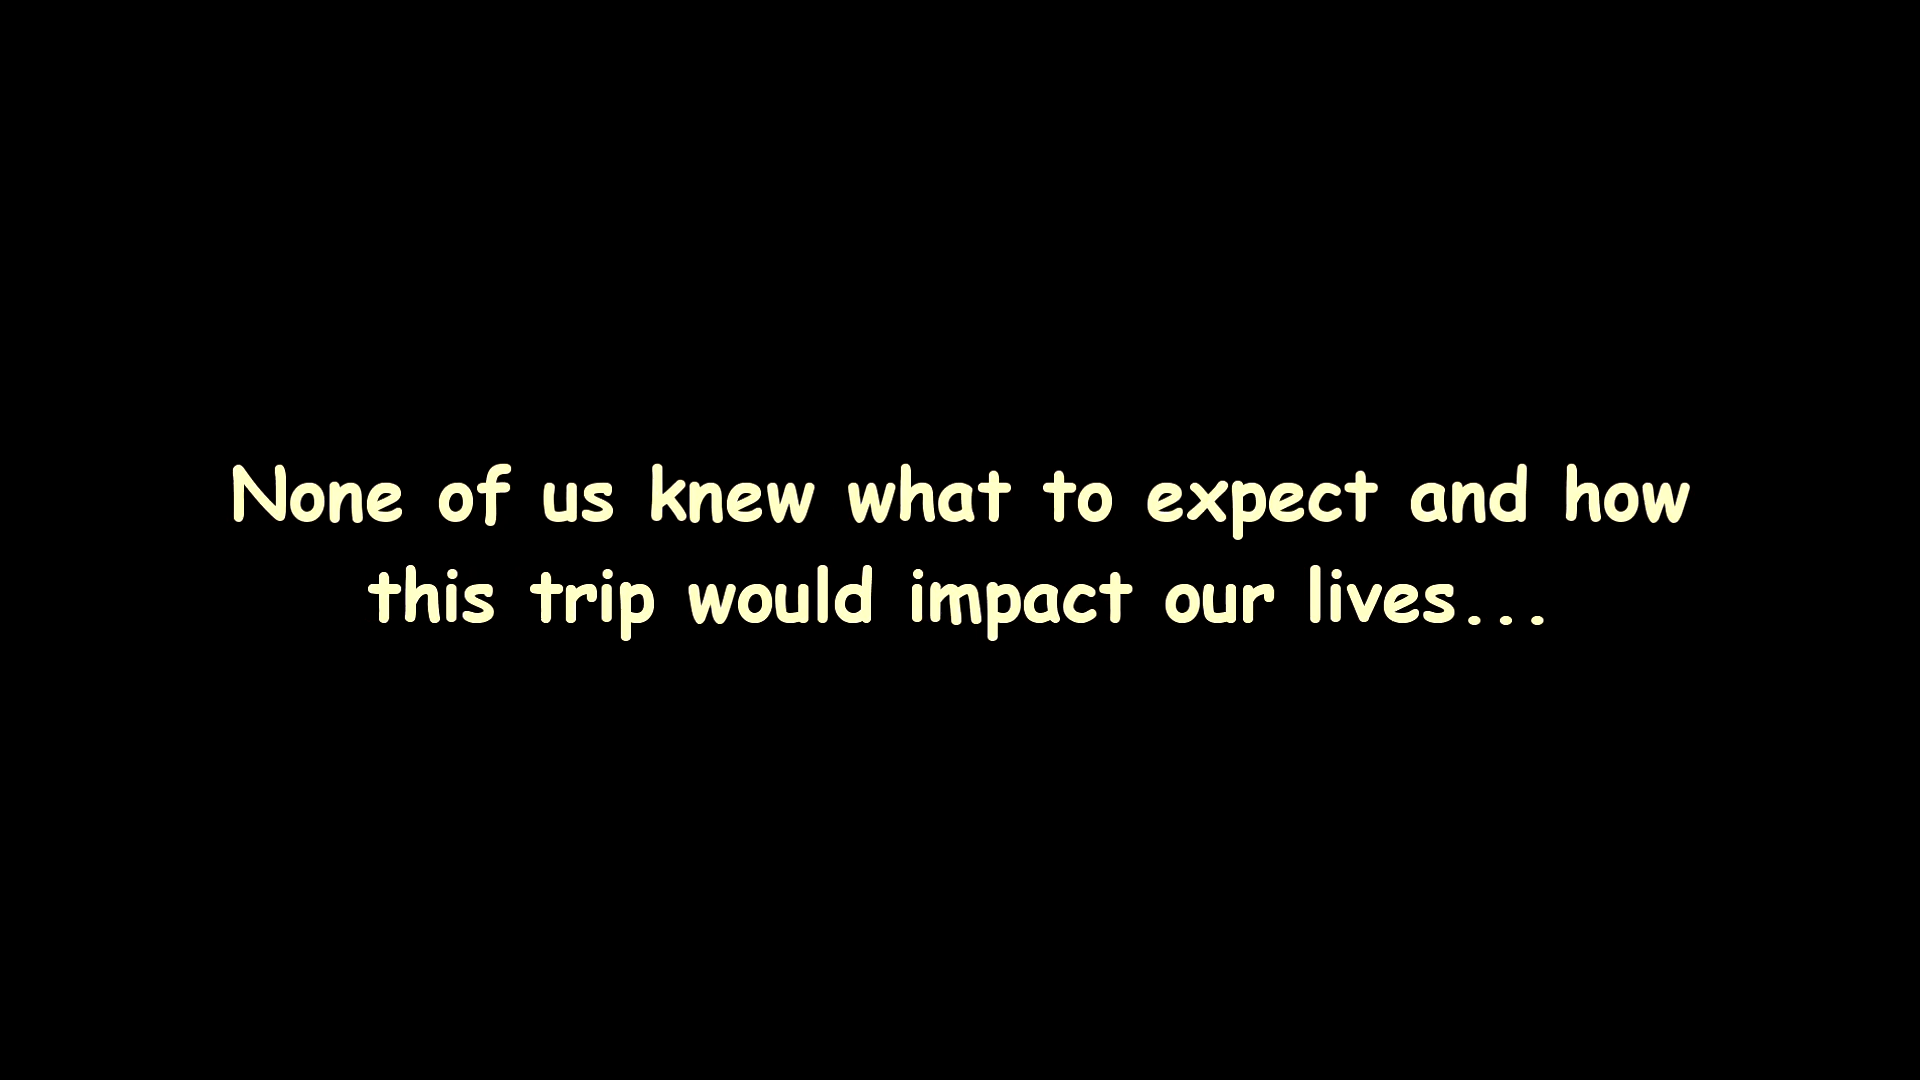 None of us knew what to expect and how
this trip would impact our lives...